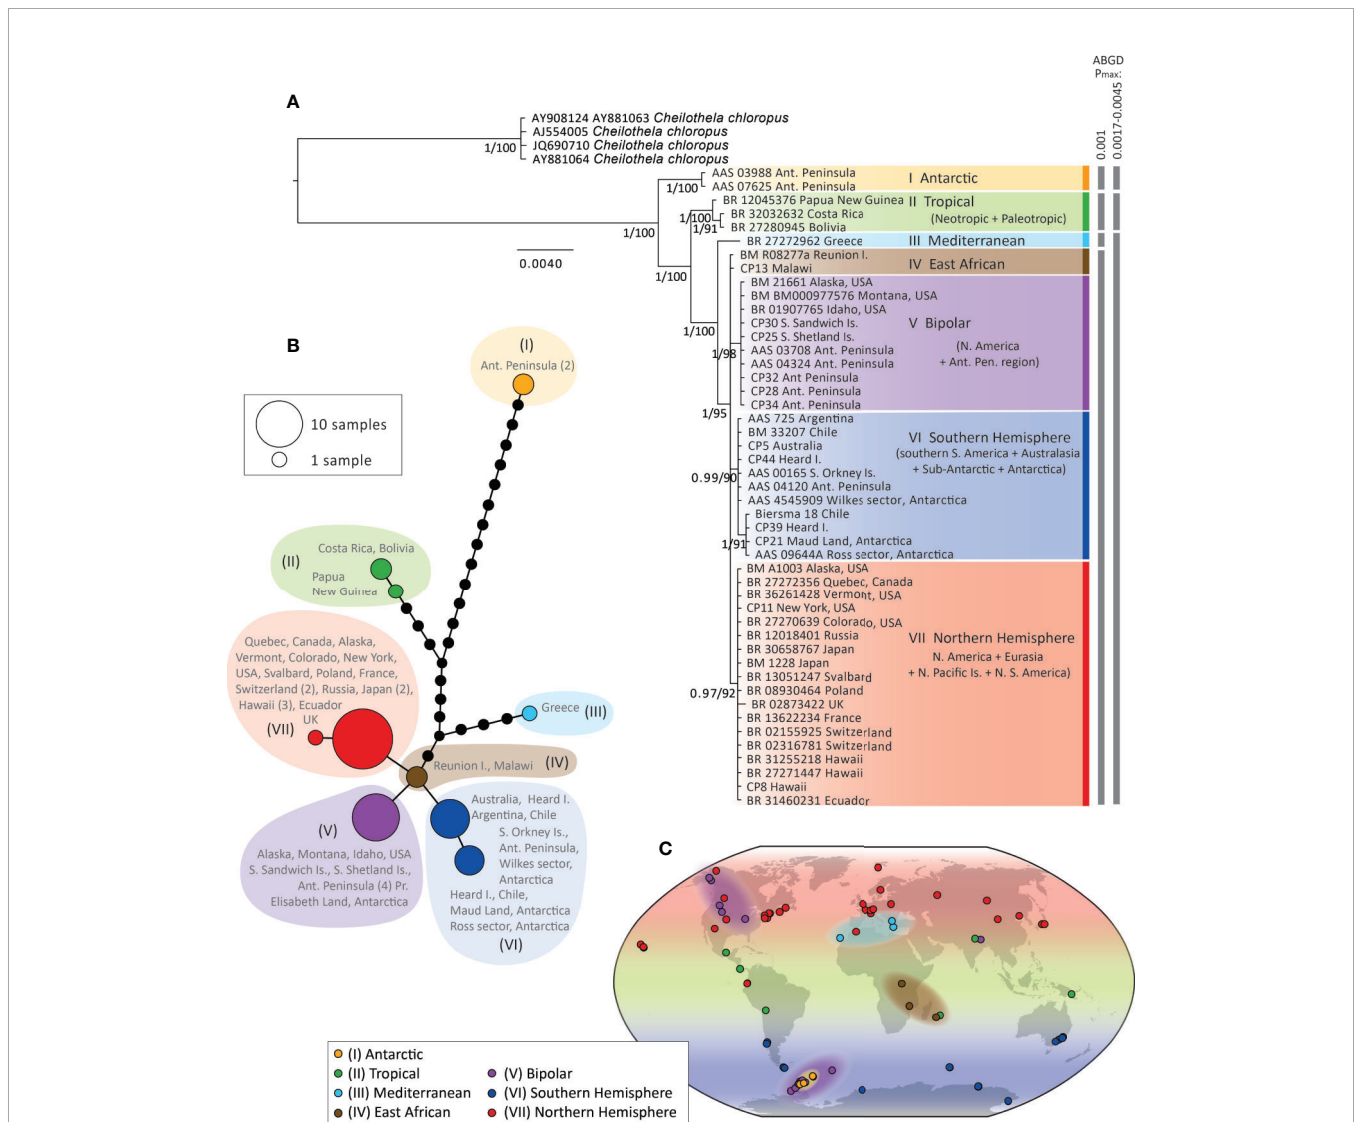 ABGD
Pmax:
0.001
0.0017-0.0045
A
AY908124 AY881063 Cheilothela chloropus
AJ554005 Cheilothela chloropus
JQ690710 Cheilothela chloropus
AY881064 Cheilothela chloropus
1/100
AAS 03988 Ant. Peninsula
AAS 07625 Ant. Peninsula
I Antarctic
1/100
BR 12045376 Papua New Guinea
BR 32032632 Costa Rica
BR 27280945 Bolivia
II Tropical
(Neotropic + Paleotropic)
1/100
1/91
1/100
BR 27272962 Greece
III Mediterranean
BM R08277a Reunion I.
CP13 Malawi
IV East African
0.0040
1/100
BM 21661 Alaska, USA
BM BM000977576 Montana, USA
BR 01907765 Idaho, USA
CP30 S. Sandwich Is.
CP25 S. Shetland Is.
AAS 03708 Ant. Peninsula
AAS 04324 Ant. Peninsula
CP32 Ant Peninsula
CP28 Ant. Peninsula
CP34 Ant. Peninsula
V Bipolar
(N. America
+ Ant. Pen. region)
1/100
1/98
1/95
AAS 725 Argentina
BM 33207 Chile
CP5 Australia
CP44 Heard I.
AAS 00165 S. Orkney Is.
AAS 04120 Ant. Peninsula
AAS 4545909 Wilkes sector, Antarctica
Biersma 18 Chile
CP39 Heard I.
CP21 Maud Land, Antarctica
AAS 09644A Ross sector, Antarctica
VI Southern Hemisphere
(southern S. America + Australasia
+ Sub-Antarctic + Antarctica)
0.99/90
1/91
BM A1003 Alaska, USA
BR 27272356 Quebec, Canada
BR 36261428 Vermont, USA
CP11 New York, USA
BR 27270639 Colorado, USA
BR 12018401 Russia
BR 30658767 Japan
BM 1228 Japan
BR 13051247 Svalbard
BR 08930464 Poland
BR 02873422 UK
BR 13622234 France
BR 02155925 Switzerland
BR 02316781 Switzerland
BR 31255218 Hawaii
BR 27271447 Hawaii
CP8 Hawaii
BR 31460231 Ecuador
VII Northern Hemisphere
N. America + Eurasia
+ N. Pacific Is. + N. S. America)
0.97/92
B
10 samples
1 sample
(I)
Ant. Peninsula (2)
Costa Rica, Bolivia
(II)
Papua
New Guinea
Quebec, Canada, Alaska,
Vermont, Colorado, New York,
USA, Svalbard, Poland, France,
Switzerland (2), Russia, Japan (2),
Hawaii (3), Ecuador
UK
(VII)
Greece
(III)
Reunion I., Malawi
(IV)
(V)
Alaska, Montana, Idaho, USA
S. Sandwich Is., S. Shetland Is.,
Ant. Peninsula (4) Pr.
Elisabeth Land, Antarctica
Australia, Heard I.
Argentina, Chile
S. Orkney Is.,
Ant. Peninsula,
Wilkes sector,
Antarctica
Heard I., Chile,
Maud Land, Antarctica
Ross sector, Antarctica
(VI)
C
(I) Antarctic
(II) Tropical
(III) Mediterranean
(IV) East African
(V) Bipolar
(VI) Southern Hemisphere
(VII) Northern Hemisphere